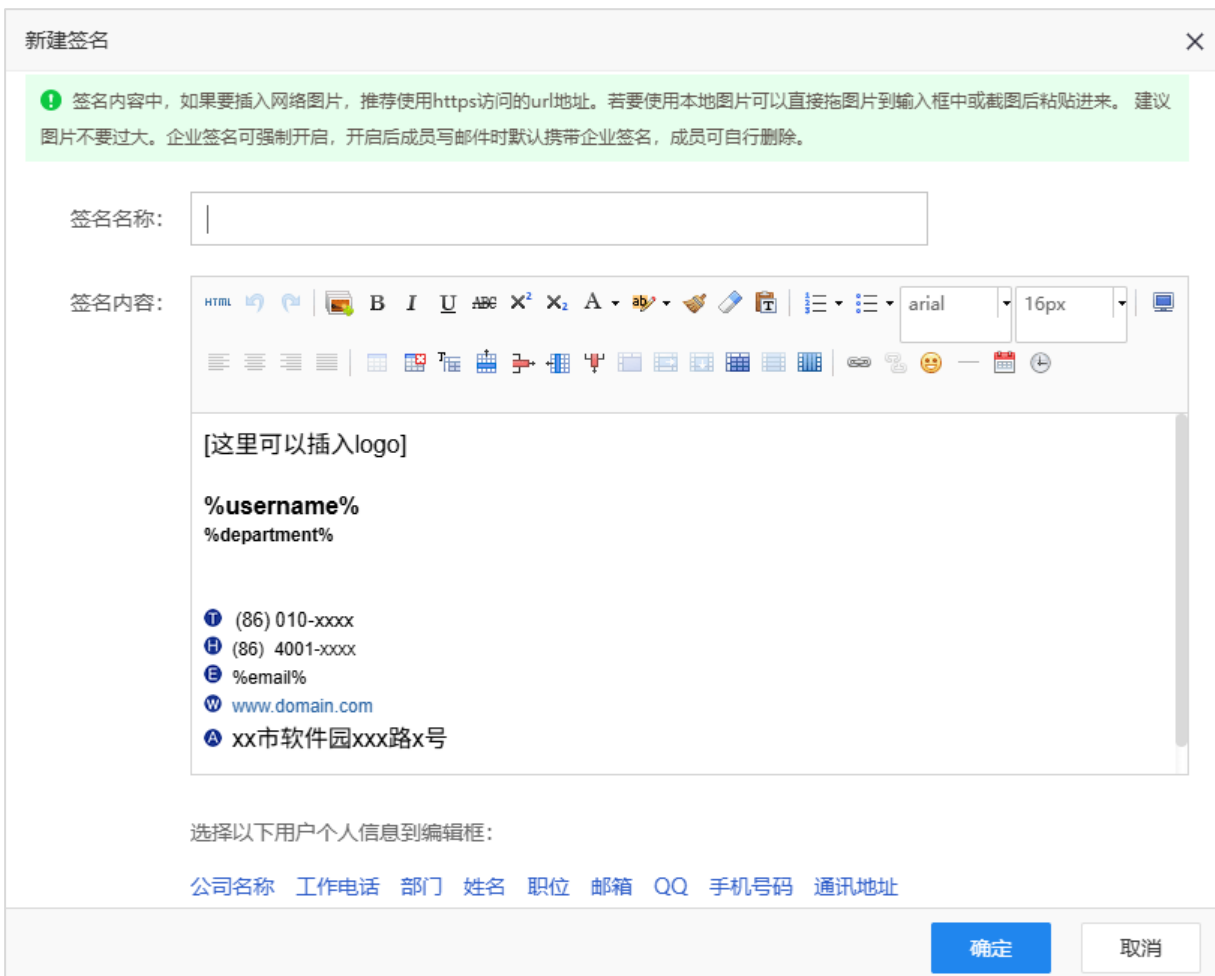 新建签名
签名内容中，如果要插入网络图片，推荐使用https访问的url地址。若要使用本地图片可以直接拖图片到输入框中或截图后粘贴进来。 建议
图片不要过大。企业签名可强制开启，开启后成员写邮件时默认携带企业签名，成员可自行删除。
签名名称：
签名内容： HTML B I U ABC X² X₂ A ab arial 16px
[这里可以插入logo]
%username%
%department%
T (86) 010-xxxx
H (86) 4001-xxxx
E %email%
W www.domain.com
A xx市软件园xxx路x号
选择以下用户个人信息到编辑框：
公司名称 工作电话 部门 姓名 职位 邮箱 QQ 手机号码 通讯地址
确定 取消